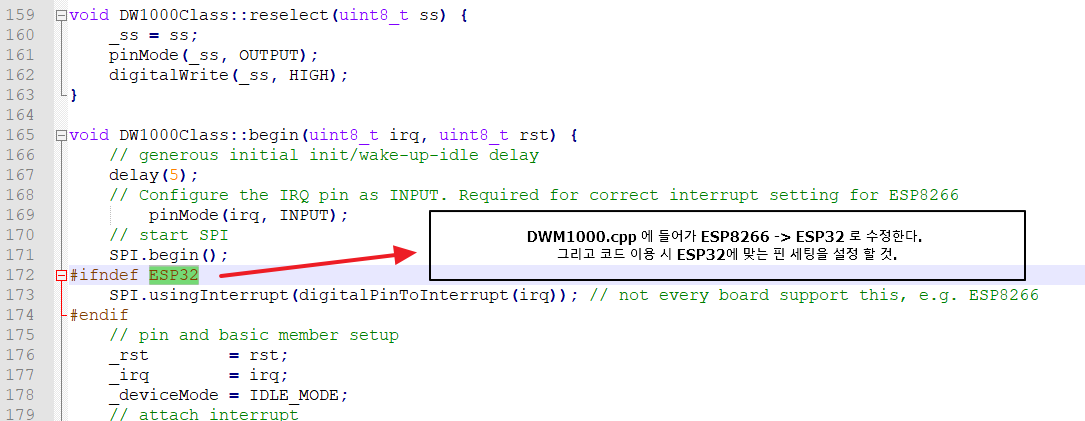 159 void DW1000Class::reselect(uint8_t ss) {
160 _ss = ss;
161 pinMode(_ss, OUTPUT);
162 digitalWrite(_ss, HIGH);
163 }
164
165 void DW1000Class::begin(uint8_t irq, uint8_t rst) {
166 // generous initial init/wake-up-idle delay
167 delay(5);
168 // Configure the IRQ pin as INPUT. Required for correct interrupt setting for ESP8266
169 pinMode(irq, INPUT);
170 // start SPI
171 SPI.begin();
DWM1000.cpp 에 들어가 ESP8266 -> ESP32 로 수정한다.
그리고 코드 이용 시 ESP32에 맞는 핀 세팅을 설정 할 것.
172 #ifndef ESP32
173 SPI.usingInterrupt(digitalPinToInterrupt(irq)); // not every board support this, e.g. ESP8266
174 #endif
175 // pin and basic member setup
176 _rst = rst;
177 _irq = irq;
178 _deviceMode = IDLE_MODE;
179 // attach interrupt